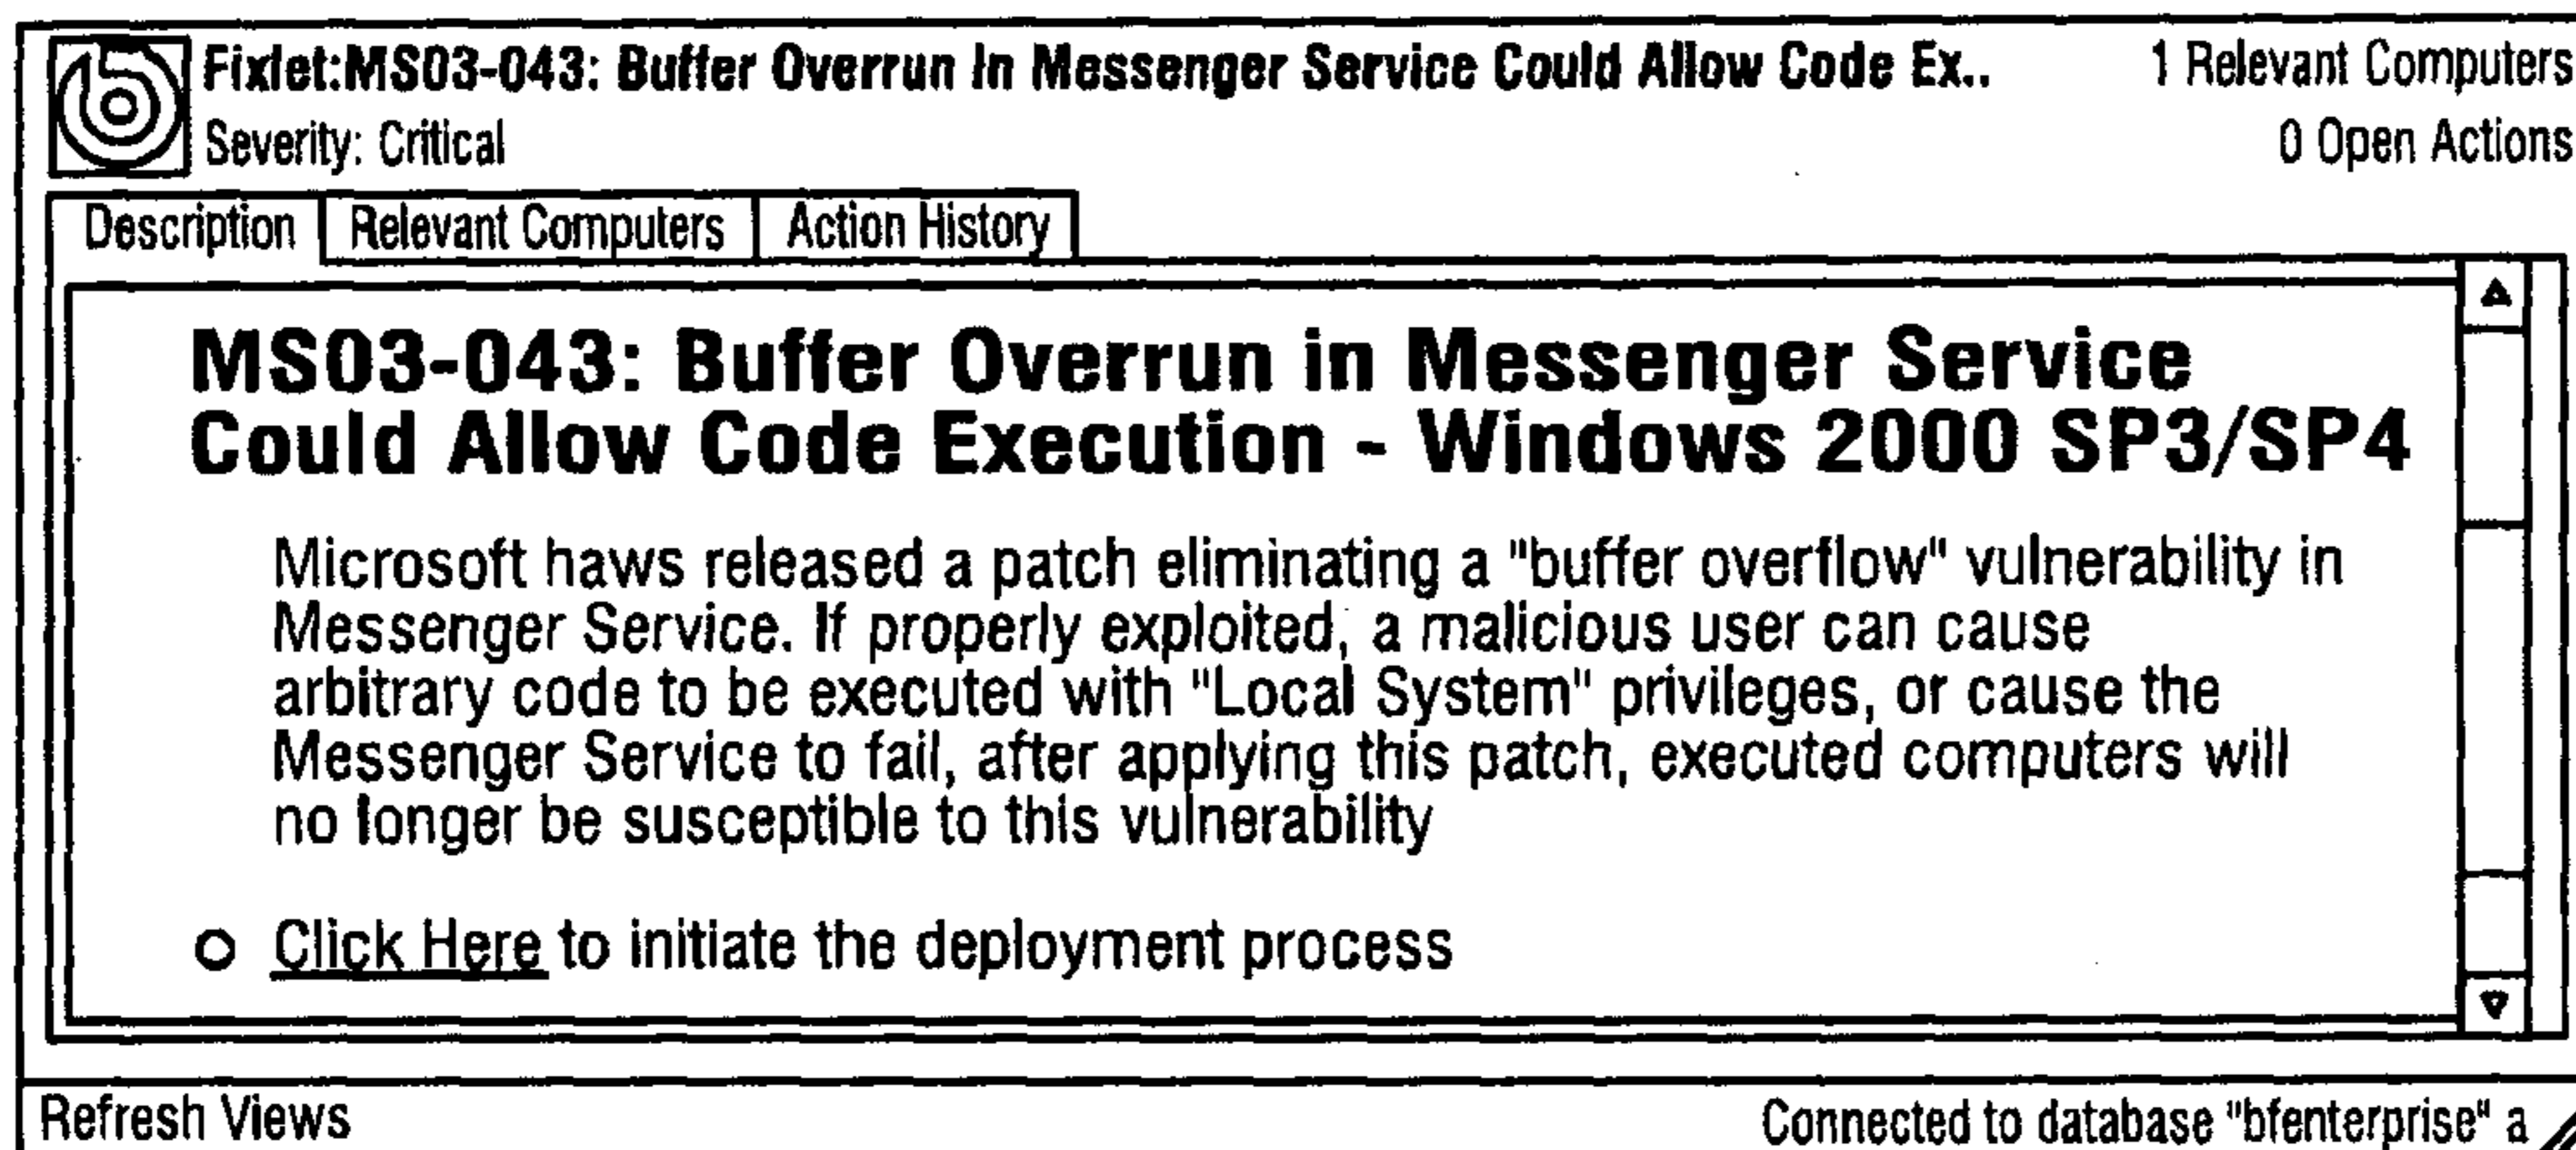 Fixlet:MS03-043: Buffer Overrun In Messenger Service Could Allow Code Ex.. 1 Relevant Computers
Severity: Critical 0 Open Actions
Description Relevant Computers Action History
MS03-043: Buffer Overrun in Messenger Service
Could Allow Code Execution - Windows 2000 SP3/SP4
Microsoft haws released a patch eliminating a "buffer overflow" vulnerability in
Messenger Service. If properly exploited, a malicious user can cause
arbitrary code to be executed with "Local System" privileges, or cause the
Messenger Service to fail, after applying this patch, executed computers will
no longer be susceptible to this vulnerability
Click Here to initiate the deployment process
Refresh Views Connected to database "bfenterprise" a